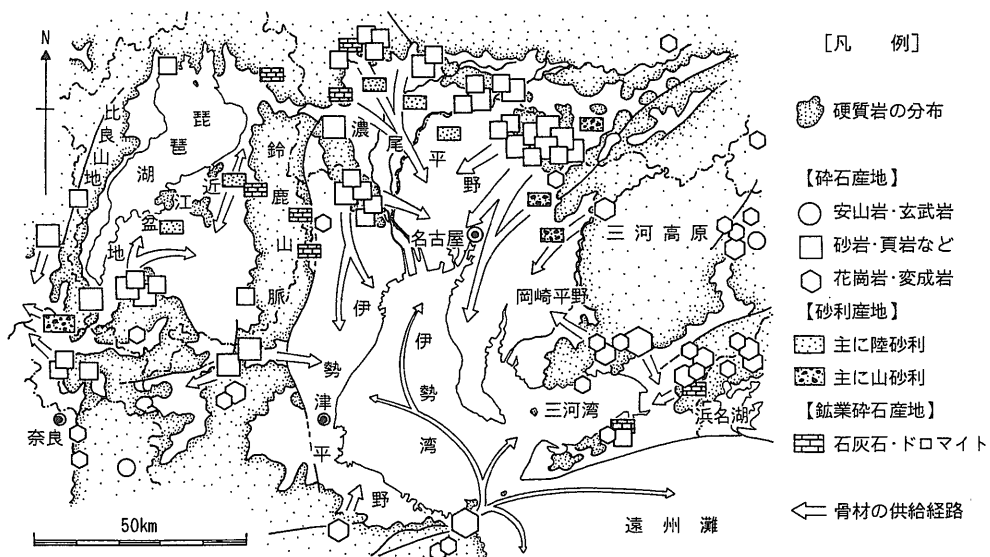 N
比良山地
琵琶湖
近江盆地
鈴鹿山脈
濃尾平野
名古屋
三河高原
岡崎平野
伊勢平野
伊勢湾
津
三河湾
浜名湖
奈良
遠州灘
50km
[凡 例]
硬質岩の分布
【砕石産地】
安山岩・玄武岩
砂岩・頁岩など
花崗岩・変成岩
【砂利産地】
主に陸砂利
主に山砂利
【鉱業砕石産地】
石灰石・ドロマイト
骨材の供給経路